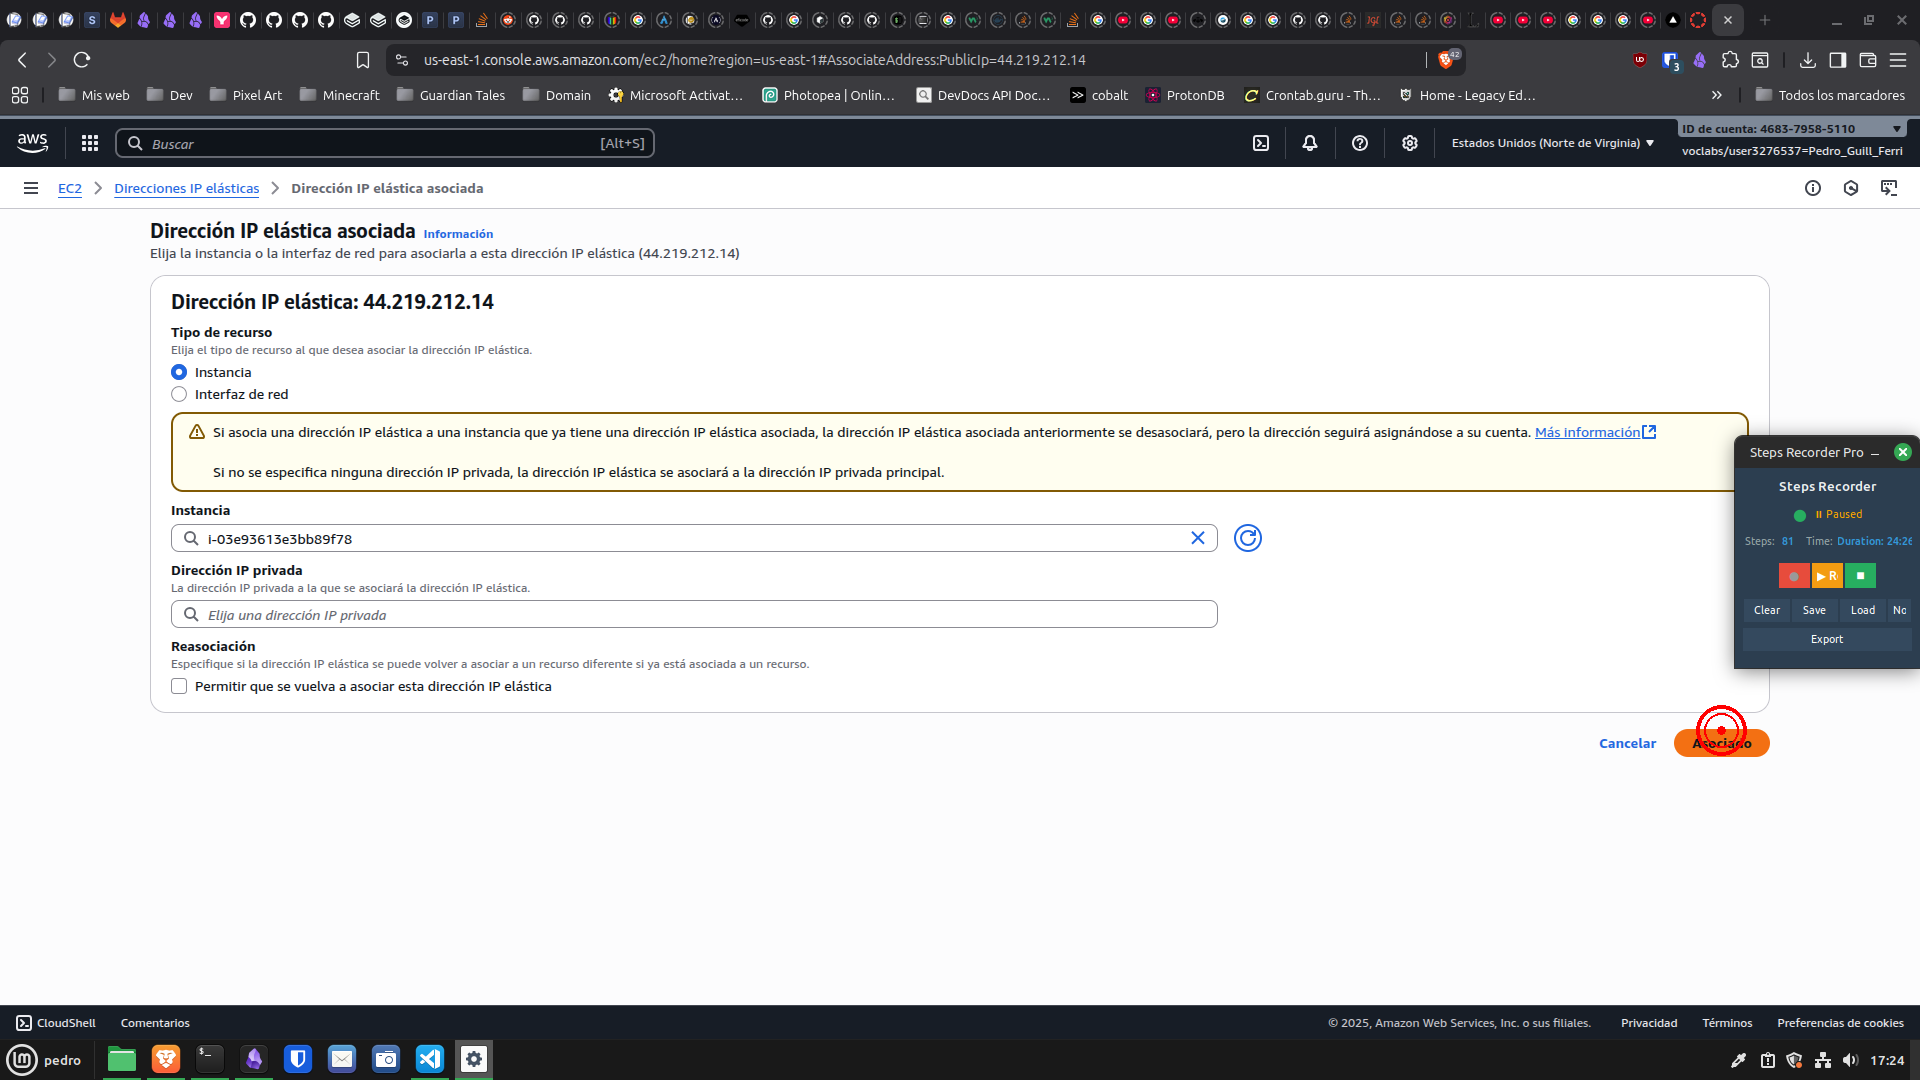 us-east-1.console.aws.amazon.com/ec2/home?region=us-east-1#AssociateAddress:PublicIp=44.219.212.14
42
3
Mis web
Dev
Pixel Art
Minecraft
Guardian Tales
Domain
Microsoft Activat...
Photopea | Onlin...
DevDocs API Doc...
cobalt
ProtonDB
Crontab.guru - Th...
Home - Legacy Ed...
Todos los marcadores
aws
Buscar
[Alt+S]
Estados Unidos (Norte de Virginia)
ID de cuenta: 4683-7958-5110
voclabs/user3276537=Pedro_Guill_Ferri
EC2
Direcciones IP elásticas
Dirección IP elástica asociada
Dirección IP elástica asociada Información
Elija la instancia o la interfaz de red para asociarla a esta dirección IP elástica (44.219.212.14)
Dirección IP elástica: 44.219.212.14
Tipo de recurso
Elija el tipo de recurso al que desea asociar la dirección IP elástica.
Instancia
Interfaz de red
Si asocia una dirección IP elástica a una instancia que ya tiene una dirección IP elástica asociada, la dirección IP elástica asociada anteriormente se desasociará, pero la dirección seguirá asignándose a su cuenta. Más información
Si no se especifica ninguna dirección IP privada, la dirección IP elástica se asociará a la dirección IP privada principal.
Instancia
i-03e93613e3bb89f78
Dirección IP privada
La dirección IP privada a la que se asociará la dirección IP elástica.
Elija una dirección IP privada
Reasociación
Especifique si la dirección IP elástica se puede volver a asociar a un recurso diferente si ya está asociada a un recurso.
Permitir que se vuelva a asociar esta dirección IP elástica
Cancelar
Asociado
Steps Recorder Pro
Steps Recorder
Paused
Steps: 81 Time: Duration: 24:26
R
Clear
Save
Load
No
Export
CloudShell
Comentarios
© 2025, Amazon Web Services, Inc. o sus filiales.
Privacidad
Términos
Preferencias de cookies
pedro
17:24